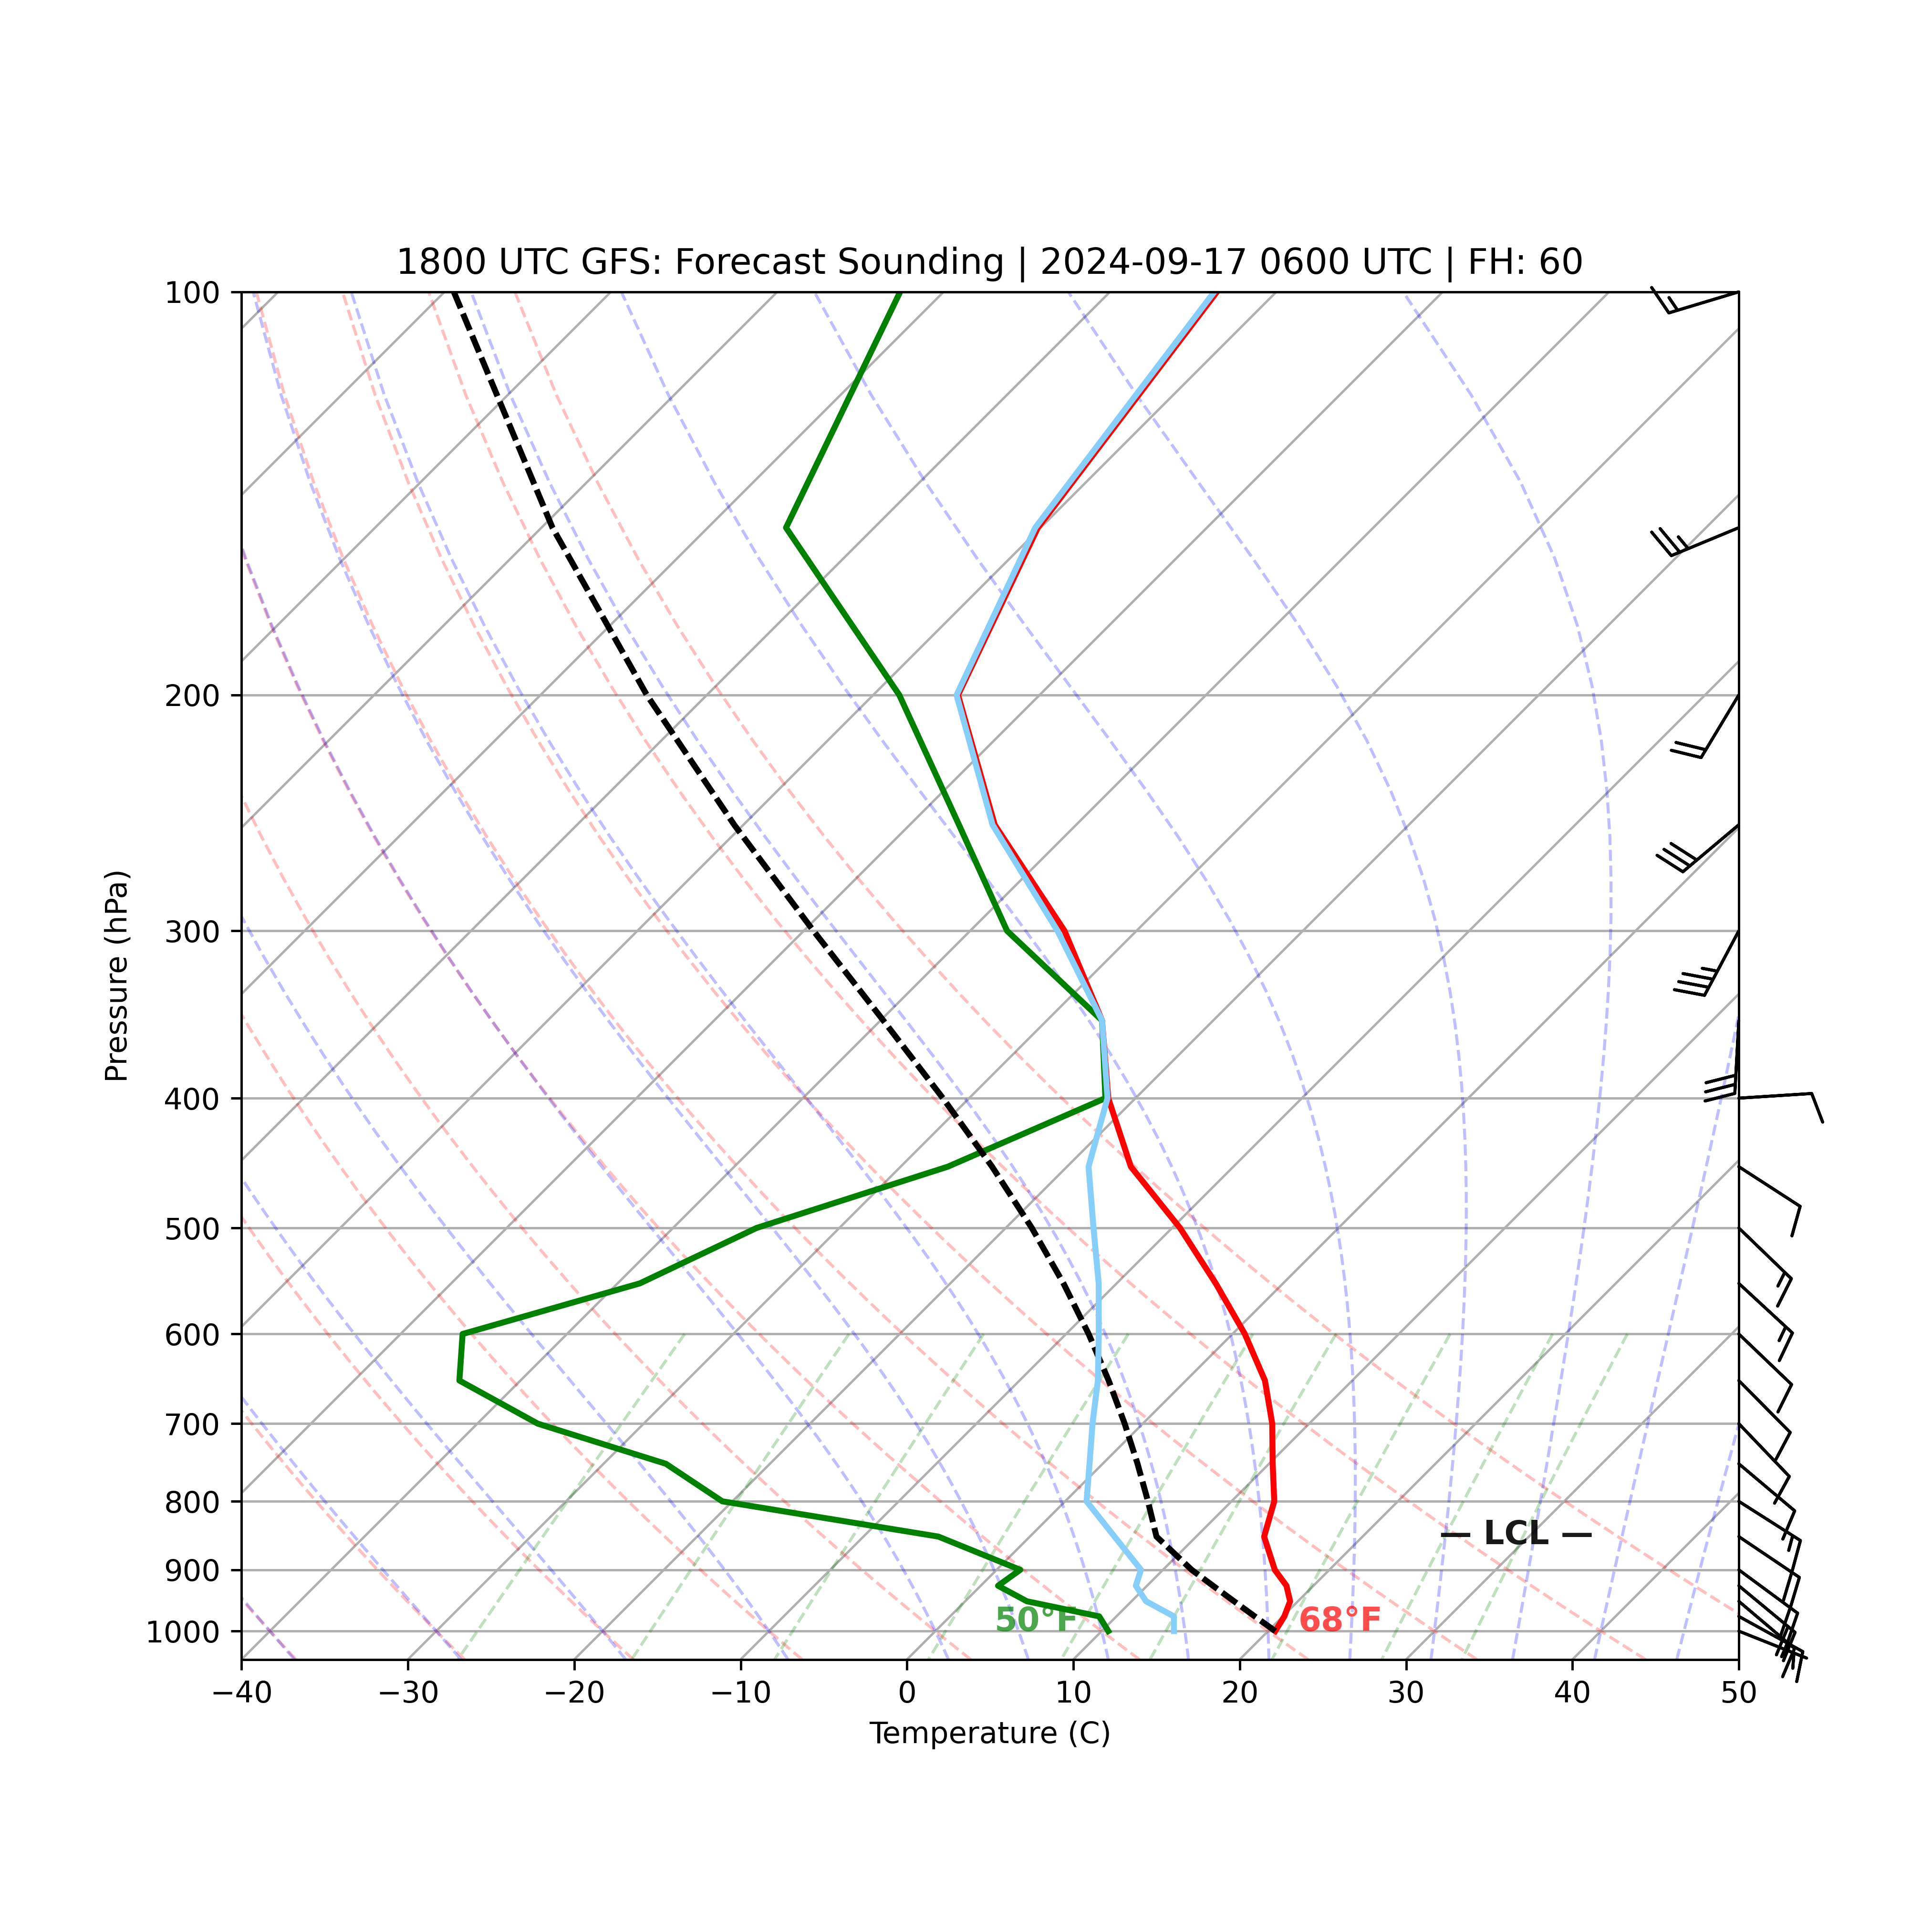 1800 UTC GFS: Forecast Sounding | 2024-09-17 0600 UTC | FH: 60
100
200
300
400
500
600
700
800
900
1000
Pressure (hPa)
— LCL —
50°F
68°F
−40 −30 −20 −10 0 10 20 30 40 50
Temperature (C)